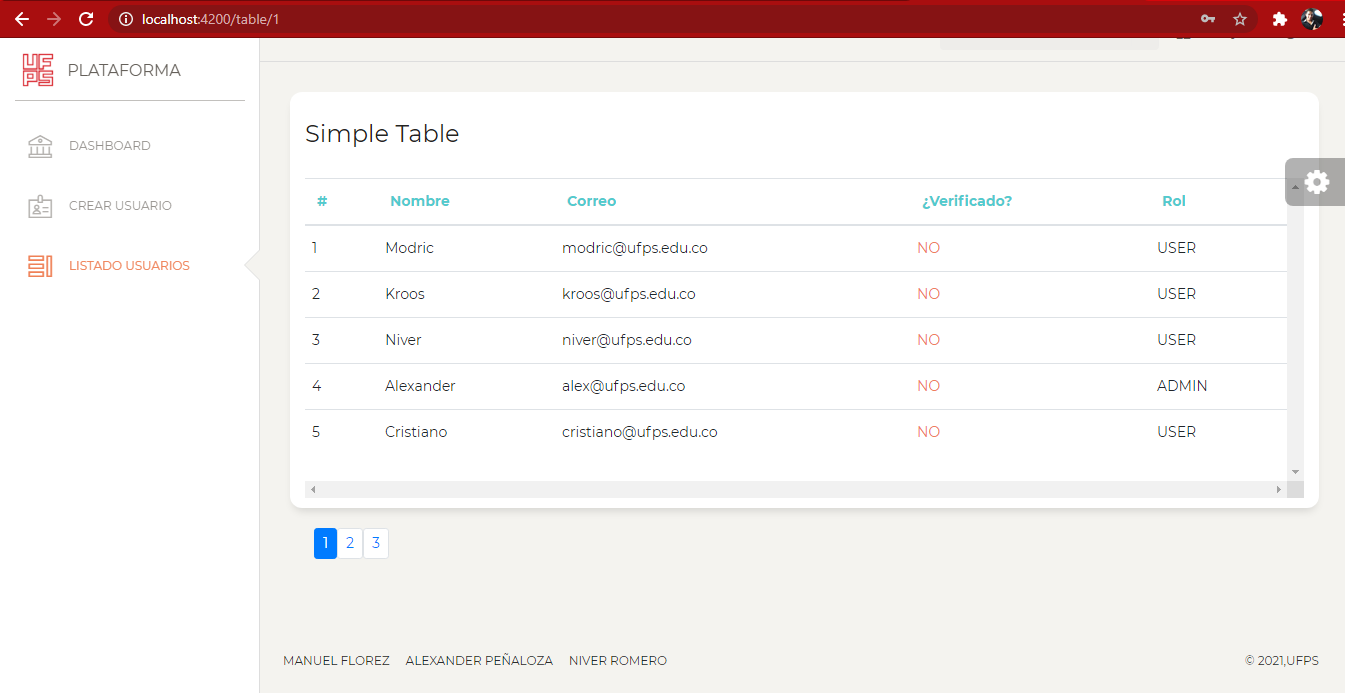 localhost:4200/table/1
UFPS
PLATAFORMA
DASHBOARD
CREAR USUARIO
LISTADO USUARIOS
Simple Table
# Nombre Correo ¿Verificado? Rol
1 Modric modric@ufps.edu.co NO USER
2 Kroos kroos@ufps.edu.co NO USER
3 Niver niver@ufps.edu.co NO USER
4 Alexander alex@ufps.edu.co NO ADMIN
5 Cristiano cristiano@ufps.edu.co NO USER
1 2 3
MANUEL FLOREZ ALEXANDER PEÑALOZA NIVER ROMERO © 2021,UFPS